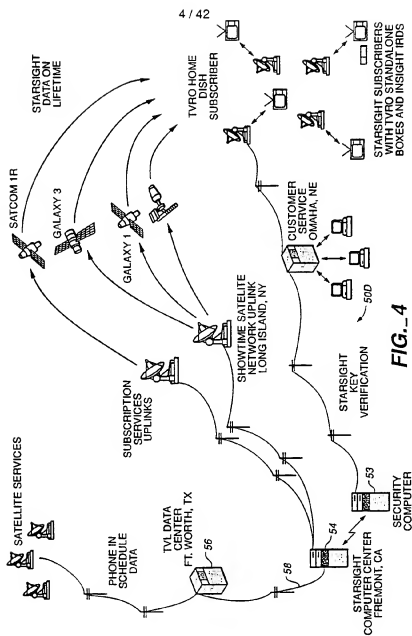 4 / 42
SATELLITE SERVICES
PHONE IN
SCHEDULE
DATA
TVL DATA
CENTER
FT. WORTH, TX
56
58
54
STARSIGHT
COMPUTER CENTER
FREMONT, CA
53
SECURITY
COMPUTER
SUBSCRIPTION
SERVICES
UPLINKS
SHOWTIME SATELITE
NETWORK UPLINK
LONG ISLAND, NY
STARSIGHT
KEY
VERIFICATION
SATCOM 1R
GALAXY 3
GALAXY 1
STARSIGHT
DATA ON
LIFETIME
TVRO HOME
DISH
SUBSCRIBER
CUSTOMER
SERVICE
OMAHA, NE
50D
STARSIGHT SUBSCRIBERS
WITH TVRO STANDALONE
BOXES AND INSIGHT IRDS
FIG._4